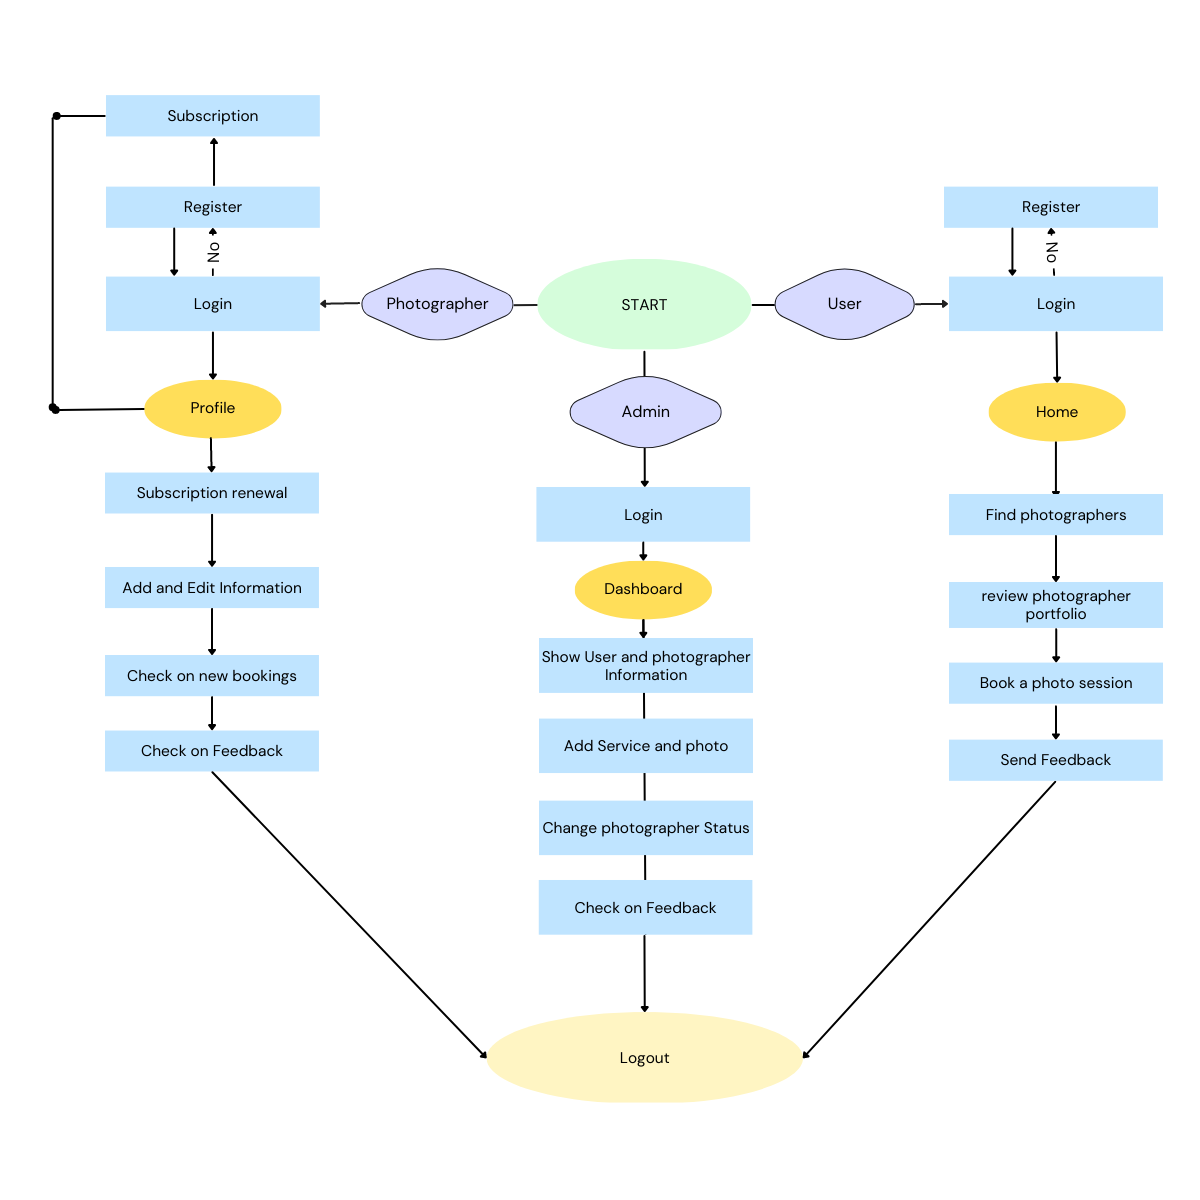 Subscription
Register
No
Login
Photographer
START
User
Register
No
Login
Profile
Admin
Home
Subscription renewal
Login
Find photographers
Add and Edit Information
Dashboard
review photographer
portfolio
Check on new bookings
Show User and photographer
Information
Book a photo session
Check on Feedback
Add Service and photo
Send Feedback
Change photographer Status
Check on Feedback
Logout